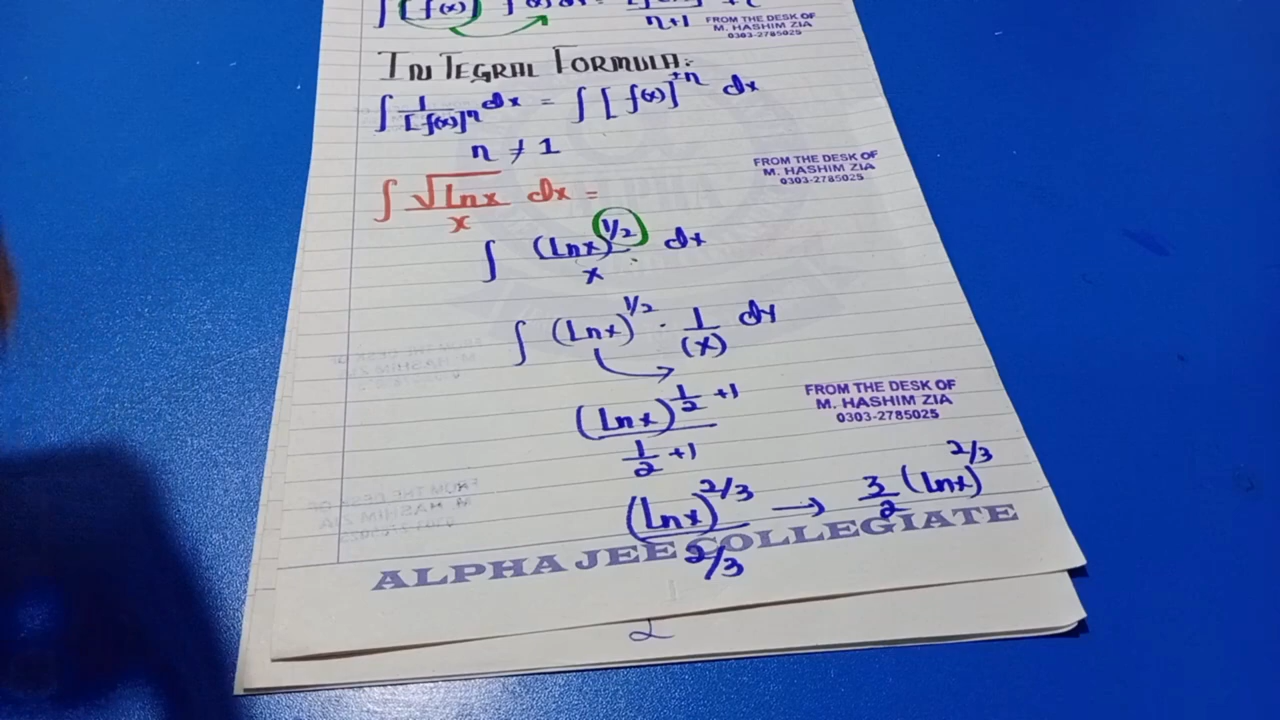 ∫ [f(x)]
n+1
FROM THE DESK OF
M. HASHIM ZIA
0303-2785025
INTEGRAL FORMULA:
∫ 1/[f(x)]^n dx = ∫ [f(x)]^+n dx
n ≠ 1
FROM THE DESK OF
M. HASHIM ZIA
0303-2785025
∫ √lnx/x dx =
∫ (lnx)^1/2 / x dx
∫ (lnx)^1/2 · 1/(x) dx
(lnx)^1/2 +1
1/2 +1
FROM THE DESK OF
M. HASHIM ZIA
0303-2785025
(lnx)^2/3 / 2/3 → 3/2 (lnx)^2/3
ALPHA JEE COLLEGIATE